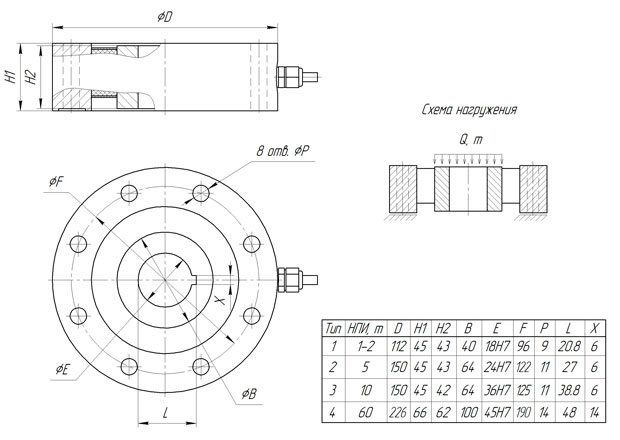 ϕD
H1
H2
Схема нагружения
Q, т
8 отв. ϕP
ϕF
X
ϕE
ϕB
L
Тип НПИ, т D H1 H2 B E F P L X
1 1-2 112 45 43 40 18H7 96 9 20.8 6
2 5 150 45 43 64 24H7 122 11 27 6
3 10 150 45 42 64 36H7 125 11 38.8 6
4 60 226 66 62 100 45H7 190 14 48 14